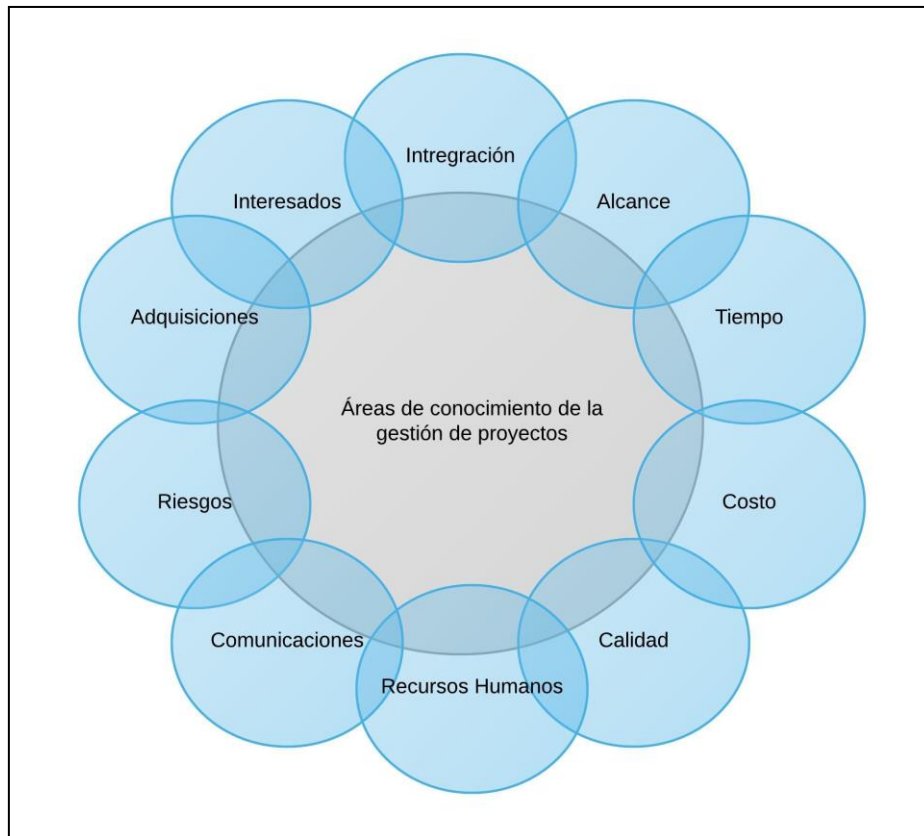 Intregración
Interesados
Alcance
Adquisiciones
Tiempo
Áreas de conocimiento de la
gestión de proyectos
Riesgos
Costo
Comunicaciones
Calidad
Recursos Humanos